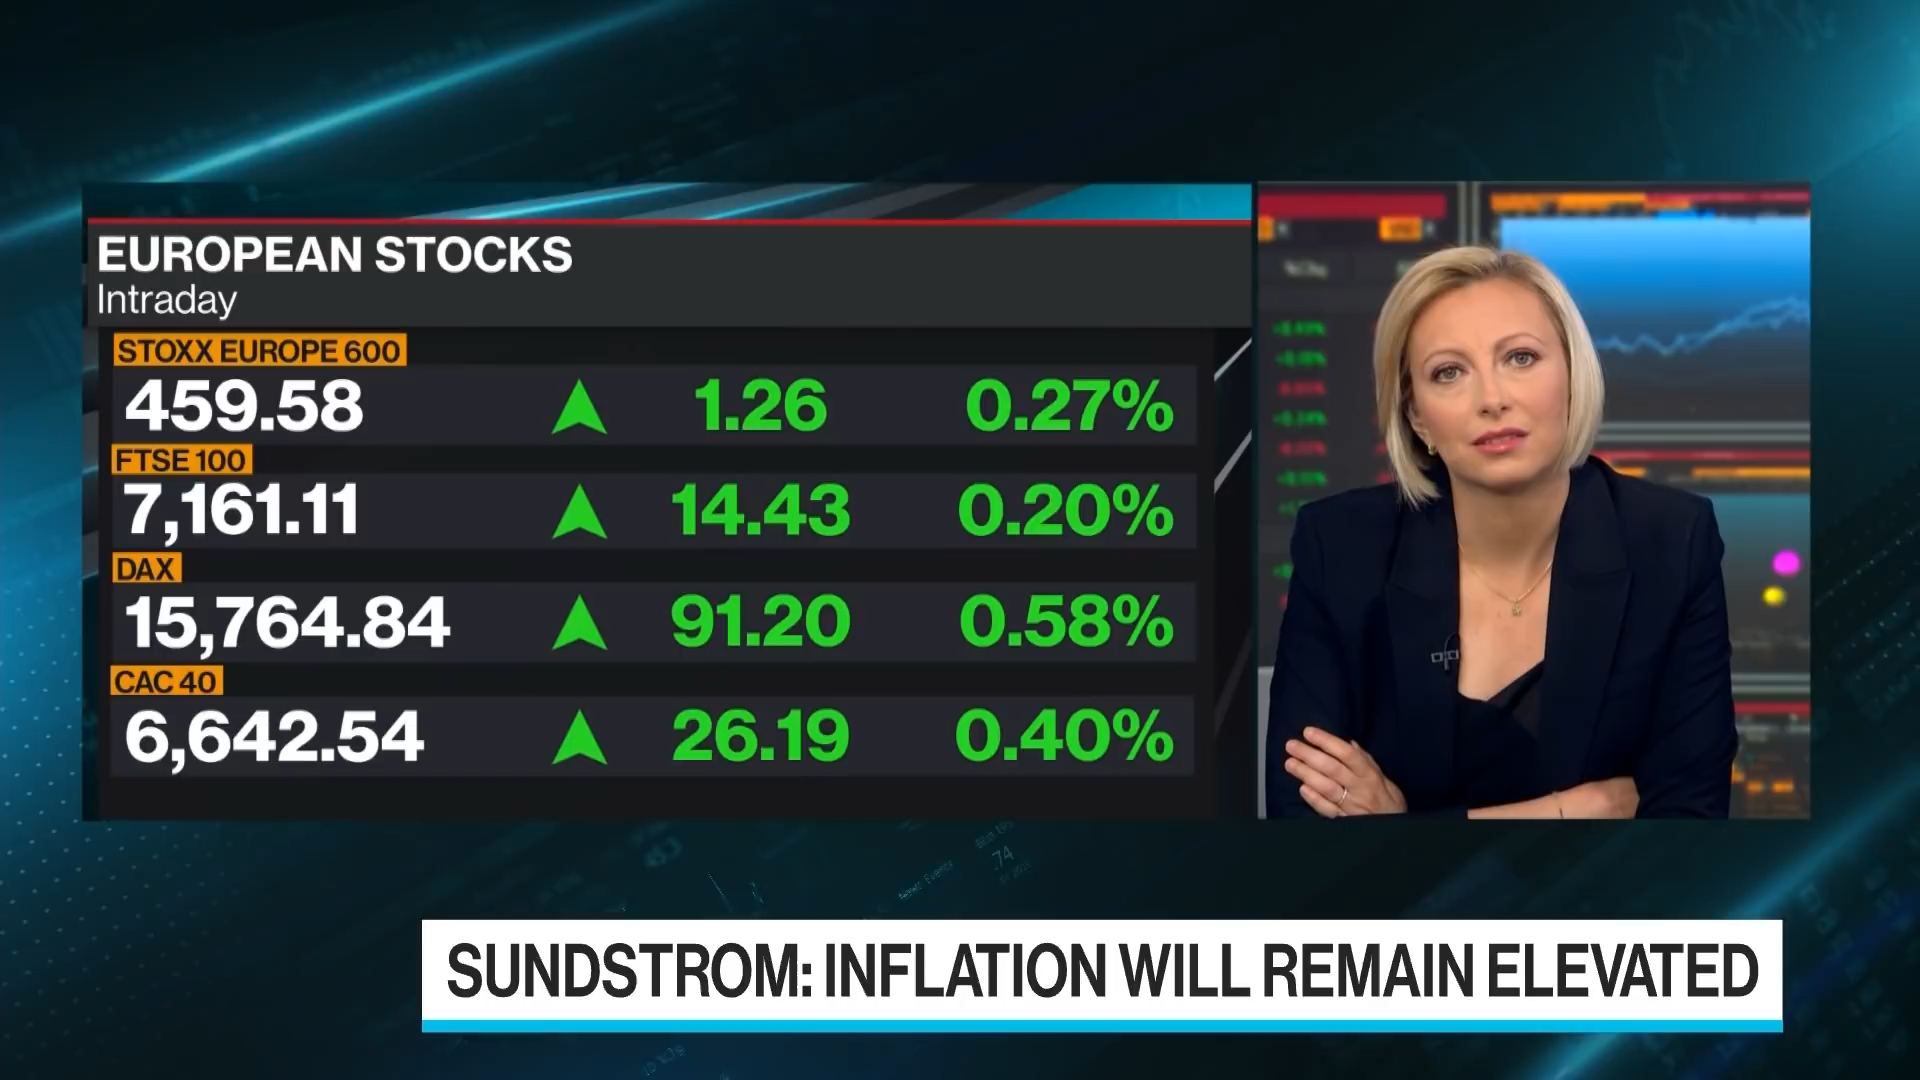 EUROPEAN STOCKS
Intraday
STOXX EUROPE 600
459.58 ▲ 1.26 0.27%
FTSE 100
7,161.11 ▲ 14.43 0.20%
DAX
15,764.84 ▲ 91.20 0.58%
CAC 40
6,642.54 ▲ 26.19 0.40%
SUNDSTROM: INFLATION WILL REMAIN ELEVATED